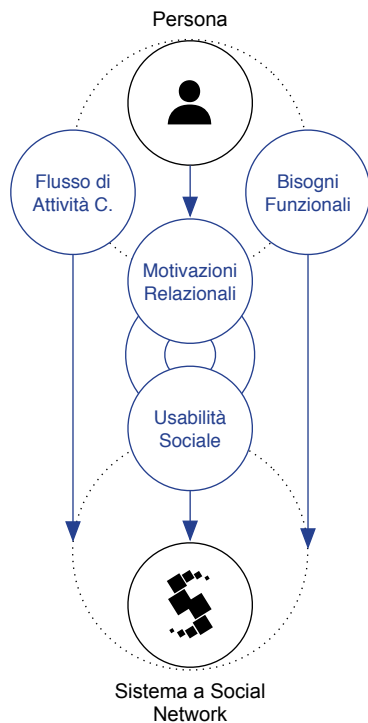 Persona
Flusso di
Attività C.
Bisogni
Funzionali
Motivazioni
Relazionali
Usabilità
Sociale
Sistema a Social
Network